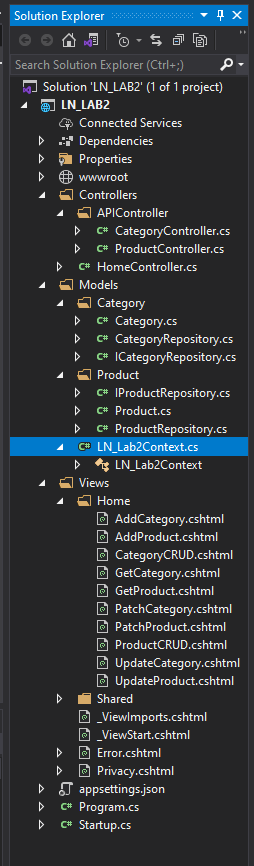 Solution Explorer
Search Solution Explorer (Ctrl+;)
Solution 'LN_LAB2' (1 of 1 project)
LN_LAB2
Connected Services
Dependencies
Properties
wwwroot
Controllers
APIController
C# CategoryController.cs
C# ProductController.cs
C# HomeController.cs
Models
Category
C# Category.cs
C# CategoryRepository.cs
C# ICategoryRepository.cs
Product
C# IProductRepository.cs
C# Product.cs
C# ProductRepository.cs
C# LN_Lab2Context.cs
LN_Lab2Context
Views
Home
AddCategory.cshtml
AddProduct.cshtml
CategoryCRUD.cshtml
GetCategory.cshtml
GetProduct.cshtml
PatchCategory.cshtml
PatchProduct.cshtml
ProductCRUD.cshtml
UpdateCategory.cshtml
UpdateProduct.cshtml
Shared
_ViewImports.cshtml
_ViewStart.cshtml
Error.cshtml
Privacy.cshtml
appsettings.json
C# Program.cs
C# Startup.cs